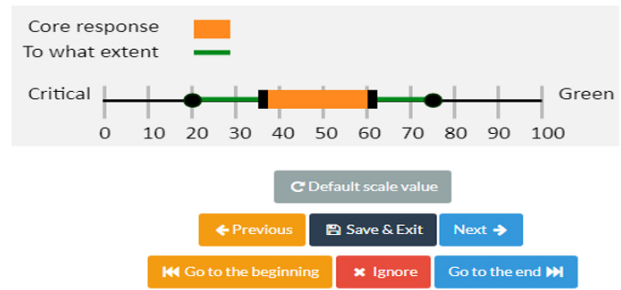 Core response
To what extent
Critical Green
0 10 20 30 40 50 60 70 80 90 100
Default scale value
Previous Save & Exit Next
Go to the beginning Ignore Go to the end